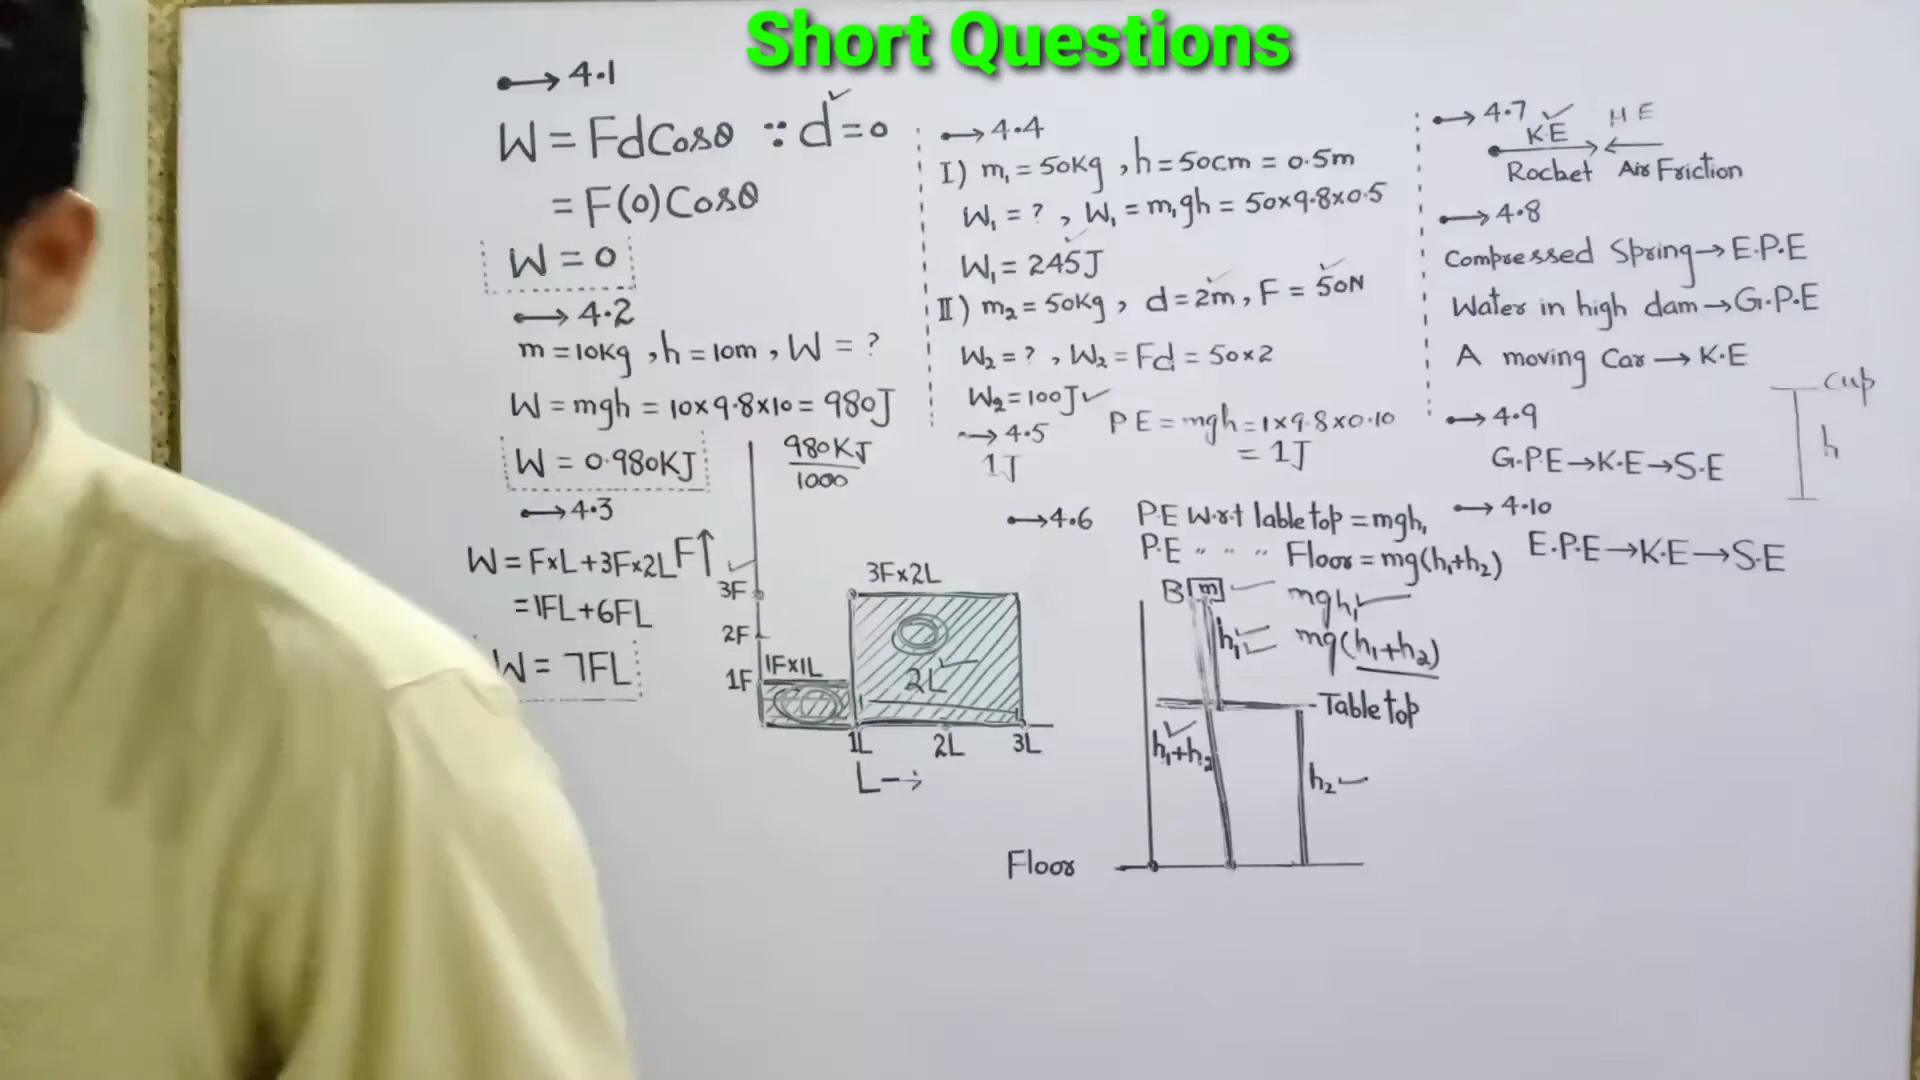 Short Questions
4.1
W = FdCosθ ∵ d = 0
= F(0)Cosθ
W = 0
4.2
m = 10Kg, h = 10m, W = ?
W = mgh = 10×9.8×10 = 980J
W = 0.980KJ
980KJ
1000
4.3
W = F×L+3F×2L
= 1FL+6FL
W = 7FL
F↑
3F
2F
1F
1F×1L
3F×2L
2L
1L 2L 3L
L→
4.4
I) m₁ = 50Kg, h = 50cm = 0.5m
W₁ = ?, W₁ = m₁gh = 50×9.8×0.5
W₁ = 245J
II) m₂ = 50Kg, d = 2m, F = 50N
W₂ = ?, W₂ = Fd = 50×2
W₂ = 100J
4.5
1J
PE = mgh = 1×9.8×0.10
= 1J
4.6
P.E W.r.t lable top = mgh₁
P.E " " " Floor = mg(h₁+h₂)
B m
mgh₁
h₁
mg(h₁+h₂)
Table top
h₁+h₂
h₂
Floor
4.7
K.E H E
Rocket Air Friction
4.8
Compressed Spring→E.P.E
Water in high dam→G.P.E
A moving Car→K.E
4.9
G.P.E→K.E→S.E
cup
h
4.10
E.P.E→K.E→S.E